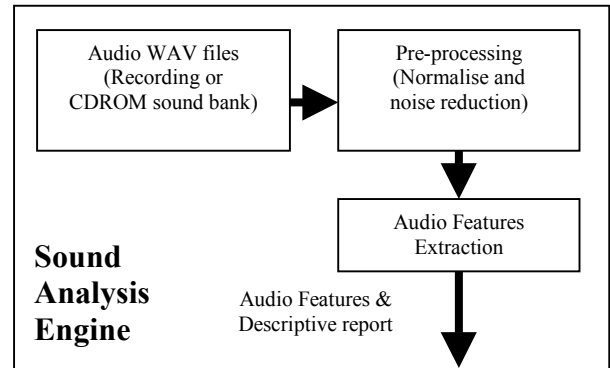 Audio WAV files
(Recording or
CDROM sound bank)
Pre-processing
(Normalise and
noise reduction)
Audio Features
Extraction
Sound
Analysis
Engine
Audio Features &
Descriptive report